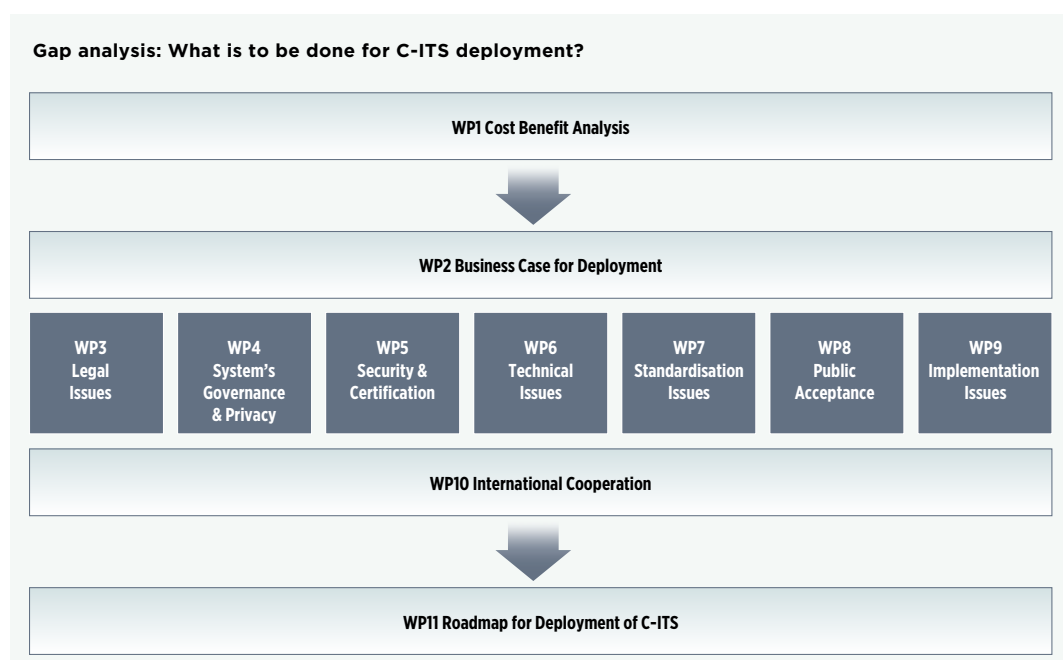 Gap analysis: What is to be done for C-ITS deployment?
WP1 Cost Benefit Analysis
WP2 Business Case for Deployment
WP3
Legal
Issues
WP4
System's
Governance
& Privacy
WP5
Security &
Certification
WP6
Technical
Issues
WP7
Standardisation
Issues
WP8
Public
Acceptance
WP9
Implementation
Issues
WP10 International Cooperation
WP11 Roadmap for Deployment of C-ITS